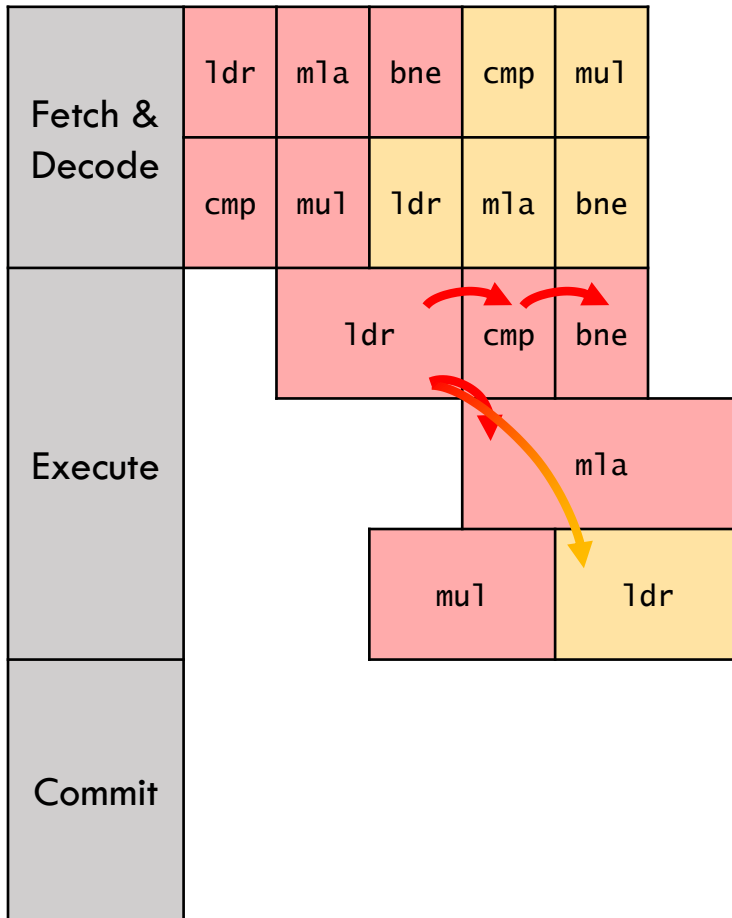 ldr mla bne cmp mul
Fetch &
Decode
cmp mul ldr mla bne
ldr cmp bne
Execute
mla
mul ldr
Commit